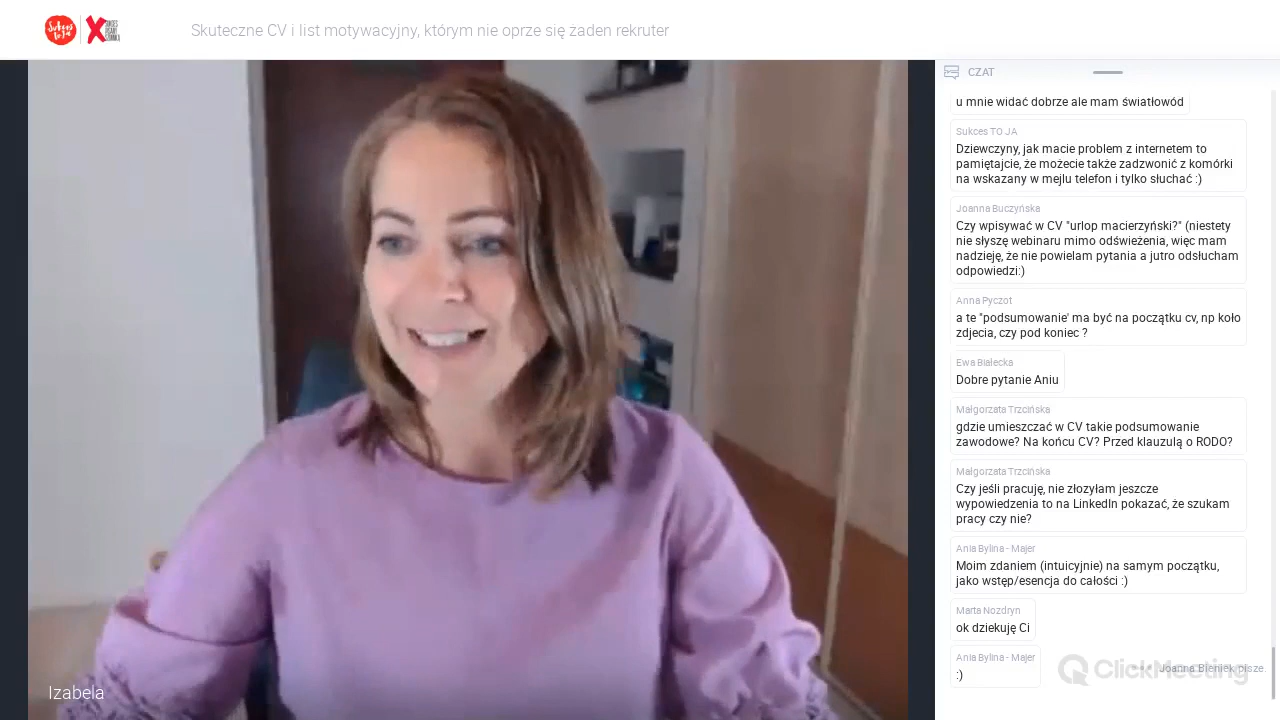 Sukces to Ja
Skuteczne CV i list motywacyjny, którym nie oprze się żaden rekruter
CZAT
u mnie widać dobrze ale mam światłowód
Sukces TO JA
Dziewczyny, jak macie problem z internetem to
pamiętajcie, że możecie także zadzwonić z komórki
na wskazany w mejlu telefon i tylko słuchać :)
Joanna Buczyńska
Czy wpisywać w CV "urlop macierzyński?" (niestety
nie słyszę webinaru mimo odświeżenia, więc mam
nadzieję, że nie powielam pytania a jutro odsłucham
odpowiedzi:)
Anna Pyczot
a te "podsumowanie' ma być na początku cv, np koło
zdjecia, czy pod koniec ?
Ewa Białecka
Dobre pytanie Aniu
Małgorzata Trzcińska
gdzie umieszczać w CV takie podsumowanie
zawodowe? Na końcu CV? Przed klauzulą o RODO?
Małgorzata Trzcińska
Czy jeśli pracuję, nie złozyłam jeszcze
wypowiedzenia to na LinkedIn pokazać, że szukam
pracy czy nie?
Ania Bylina - Majer
Moim zdaniem (intuicyjnie) na samym początku,
jako wstęp/esencja do całości :)
Marta Nozdryn
ok dziekuję Ci
Ania Bylina - Majer
:)
Joanna Bieniek pisze.
ClickMeeting
Izabela